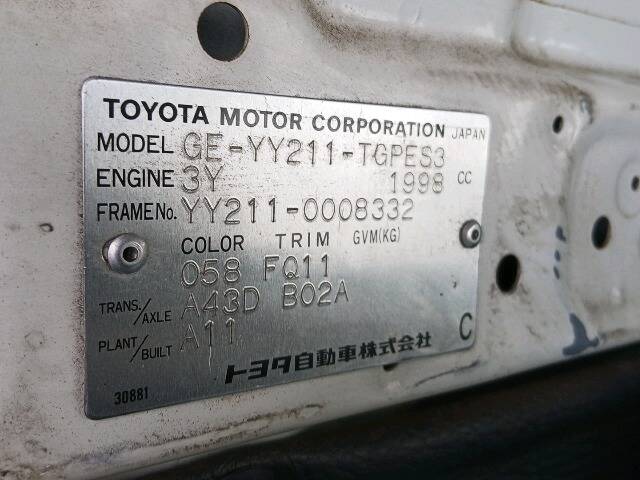 TOYOTA MOTOR CORPORATION JAPAN
MODEL GE-YY211-TGPES3
ENGINE 3Y 1998 CC
FRAME No. YY211-0008332
COLOR TRIM GVM(KG)
058 FQ11
TRANS./AXLE A43D B02A
PLANT/BUILT A11 C
トヨタ自動車株式会社
30881